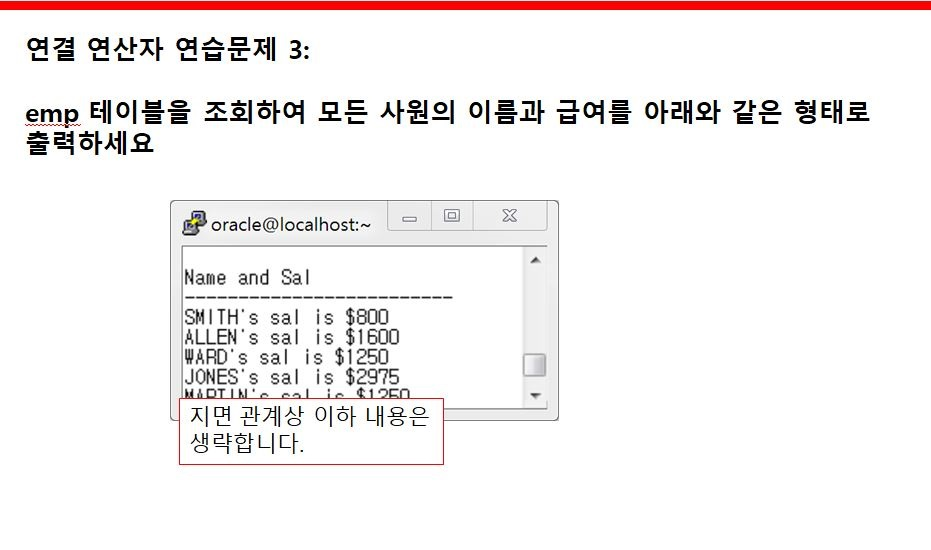 연결 연산자 연습문제 3:
emp 테이블을 조회하여 모든 사원의 이름과 급여를 아래와 같은 형태로
출력하세요
oracle@localhost:~
Name and Sal
-------------------------
SMITH's sal is $800
ALLEN's sal is $1600
WARD's sal is $1250
JONES's sal is $2975
MARTIN's sal is $1250
지면 관계상 이하 내용은
생략합니다.